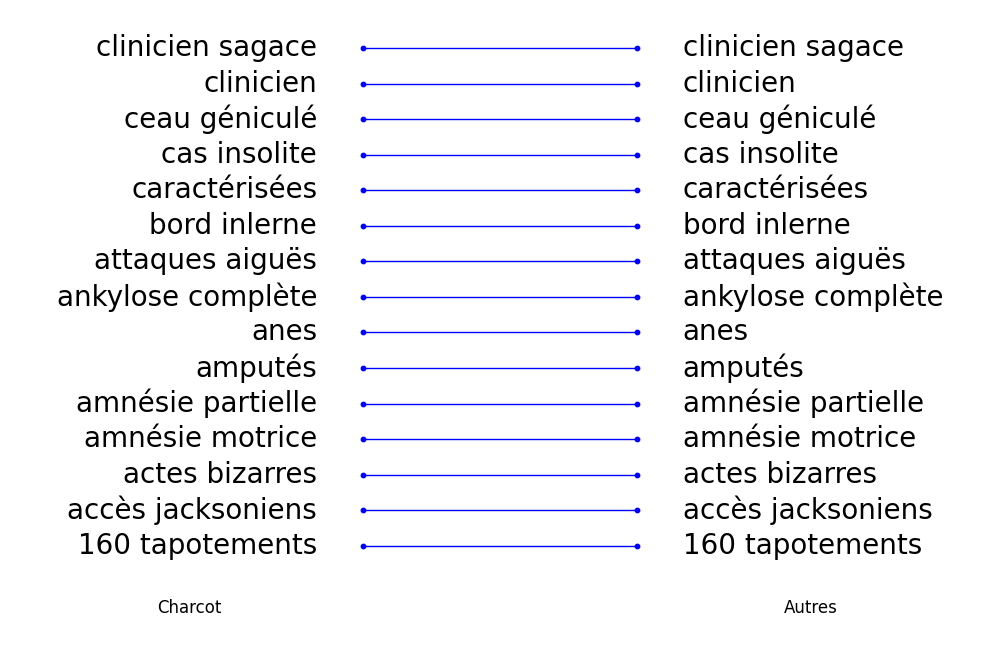 clinicien sagace clinicien sagace
clinicien clinicien
ceau géniculé ceau géniculé
cas insolite cas insolite
caractérisées caractérisées
bord inlerne bord inlerne
attaques aiguës attaques aiguës
ankylose complète ankylose complète
anes anes
amputés amputés
amnésie partielle amnésie partielle
amnésie motrice amnésie motrice
actes bizarres actes bizarres
accès jacksoniens accès jacksoniens
160 tapotements 160 tapotements
Charcot Autres